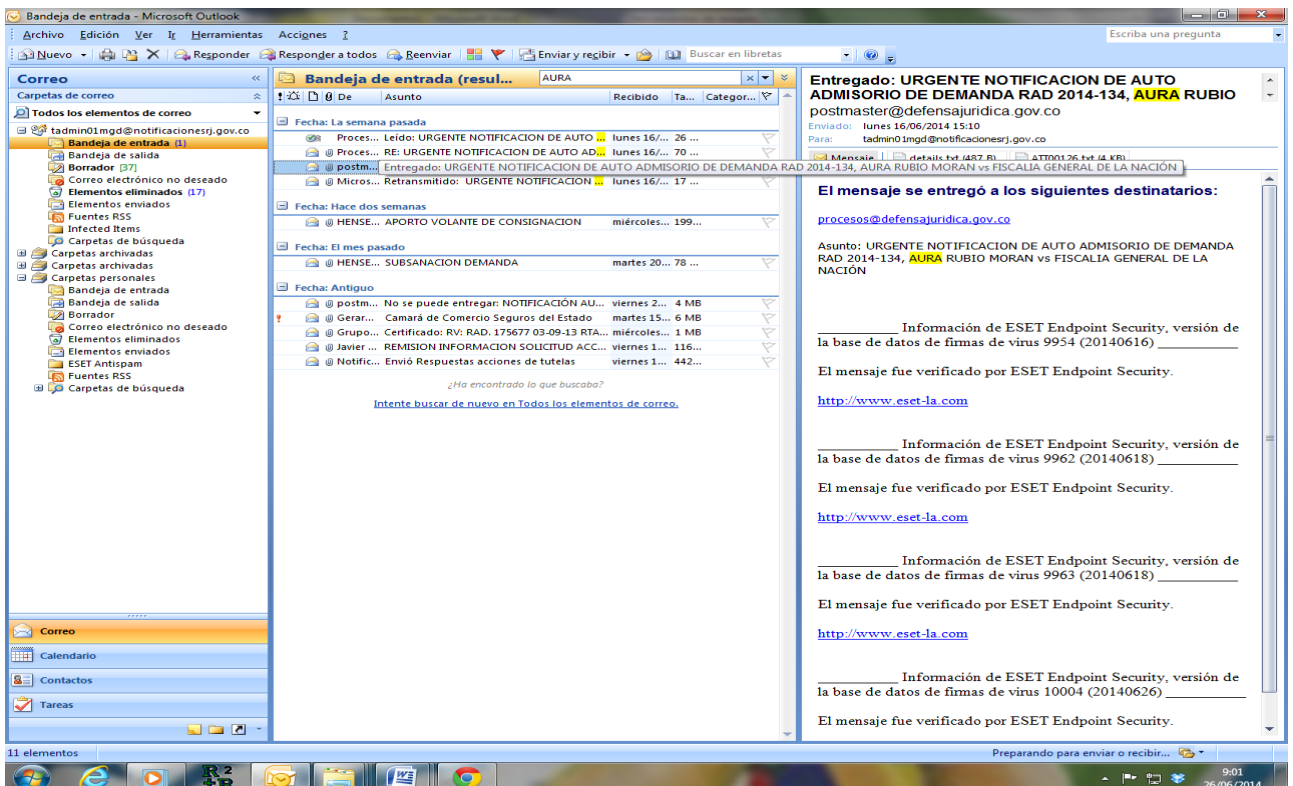 Bandeja de entrada - Microsoft Outlook
Archivo Edición Ver Ir Herramientas Acciones ? Escriba una pregunta
Nuevo Responder Responder a todos Reenviar Enviar y recibir Buscar en libretas
Correo «
Carpetas de correo
Todos los elementos de correo
tadmin01mgd@notificacionesrj.gov.co
Bandeja de entrada (1)
Bandeja de salida
Borrador [37]
Correo electrónico no deseado
Elementos eliminados (17)
Elementos enviados
Fuentes RSS
Infected Items
Carpetas de búsqueda
Carpetas archivadas
Carpetas archivadas
Carpetas personales
Bandeja de entrada
Bandeja de salida
Borrador
Correo electrónico no deseado
Elementos eliminados
Elementos enviados
ESET Antispam
Fuentes RSS
Carpetas de búsqueda
Correo
Calendario
Contactos
Tareas
Bandeja de entrada (resul... AURA
De Asunto Recibido Ta... Categor...
Fecha: La semana pasada
Proces... Leído: URGENTE NOTIFICACION DE AUTO ... lunes 16/... 26 ...
Proces... RE: URGENTE NOTIFICACION DE AUTO AD... lunes 16/... 70 ...
postm... Entregado: URGENTE NOTIFICACION DE AUTO ADMISORIO DE DEMANDA RAD 2014-134, AURA RUBIO MORAN vs FISCALIA GENERAL DE LA NACIÓN
Micros... Retransmitido: URGENTE NOTIFICACION ... lunes 16/... 17 ...
Fecha: Hace dos semanas
HENSE... APORTO VOLANTE DE CONSIGNACION miércoles... 199...
Fecha: El mes pasado
HENSE... SUBSANACION DEMANDA martes 20... 78 ...
Fecha: Antiguo
postm... No se puede entregar: NOTIFICACIÓN AU... viernes 2... 4 MB
Gerar... Camará de Comercio Seguros del Estado martes 15... 6 MB
Grupo... Certificado: RV: RAD. 175677 03-09-13 RTA... miércoles... 1 MB
Javier ... REMISION INFORMACION SOLICITUD ACC... viernes 1... 116...
Notific... Envió Respuestas acciones de tutelas viernes 1... 442...
¿Ha encontrado lo que buscaba?
Intente buscar de nuevo en Todos los elementos de correo.
Entregado: URGENTE NOTIFICACION DE AUTO
ADMISORIO DE DEMANDA RAD 2014-134, AURA RUBIO
postmaster@defensajuridica.gov.co
Enviado: lunes 16/06/2014 15:10
Para: tadmin01mgd@notificacionesrj.gov.co
Mensaje details.txt (487 B) ATT00126.txt (4 KB)
El mensaje se entregó a los siguientes destinatarios:
procesos@defensajuridica.gov.co
Asunto: URGENTE NOTIFICACION DE AUTO ADMISORIO DE DEMANDA
RAD 2014-134, AURA RUBIO MORAN vs FISCALIA GENERAL DE LA
NACIÓN
__________ Información de ESET Endpoint Security, versión de
la base de datos de firmas de virus 9954 (20140616) __________
El mensaje fue verificado por ESET Endpoint Security.
http://www.eset-la.com
__________ Información de ESET Endpoint Security, versión de
la base de datos de firmas de virus 9962 (20140618) __________
El mensaje fue verificado por ESET Endpoint Security.
http://www.eset-la.com
__________ Información de ESET Endpoint Security, versión de
la base de datos de firmas de virus 9963 (20140618) __________
El mensaje fue verificado por ESET Endpoint Security.
http://www.eset-la.com
__________ Información de ESET Endpoint Security, versión de
la base de datos de firmas de virus 10004 (20140626) __________
El mensaje fue verificado por ESET Endpoint Security.
11 elementos Preparando para enviar o recibir...
9:01
26/06/2014